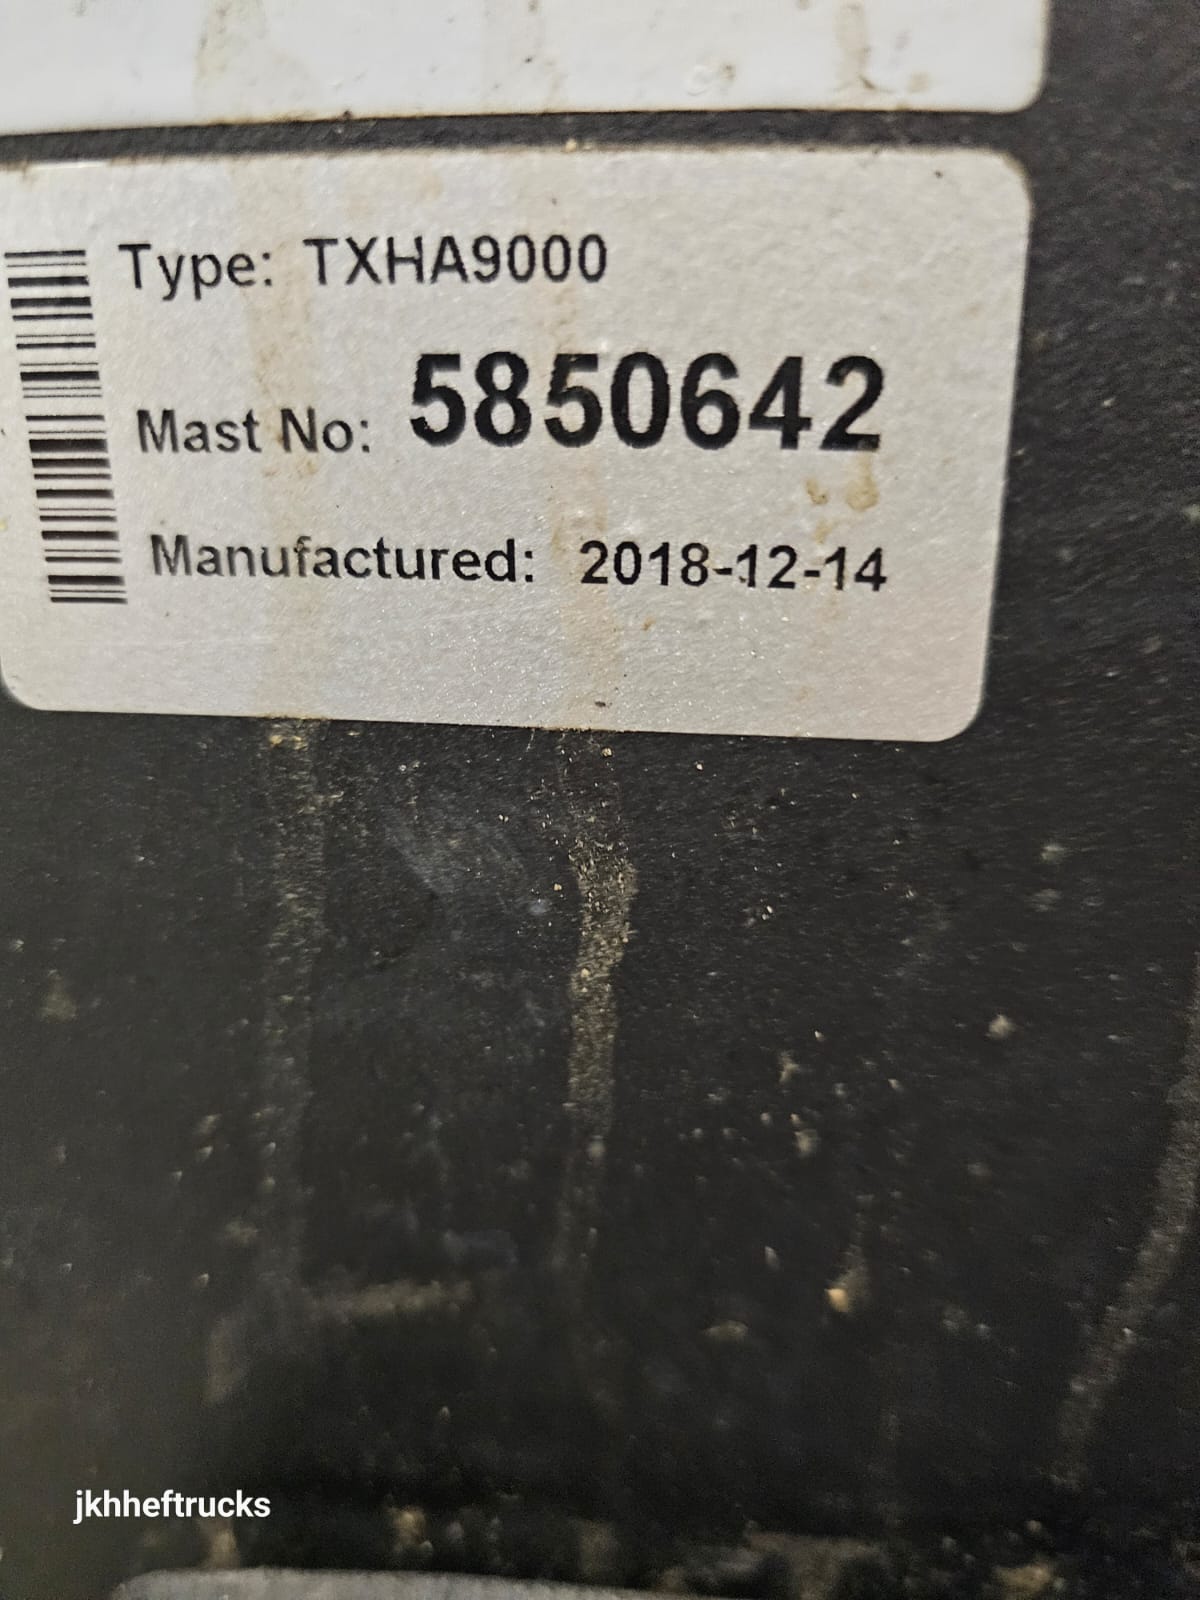 Type: TXHA9000
Mast No: 5850642
Manufactured: 2018-12-14
jkhheftrucks